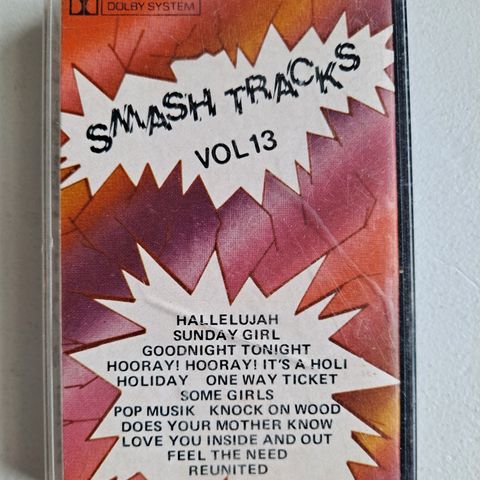 DOLBY SYSTEM
SMASH TRACKS
VOL 13
HALLELUJAH
SUNDAY GIRL
GOODNIGHT TONIGHT
HOORAY! HOORAY! IT'S A HOLI
HOLIDAY ONE WAY TICKET
SOME GIRLS
POP MUSIK KNOCK ON WOOD
DOES YOUR MOTHER KNOW
LOVE YOU INSIDE AND OUT
FEEL THE NEED
REUNITED